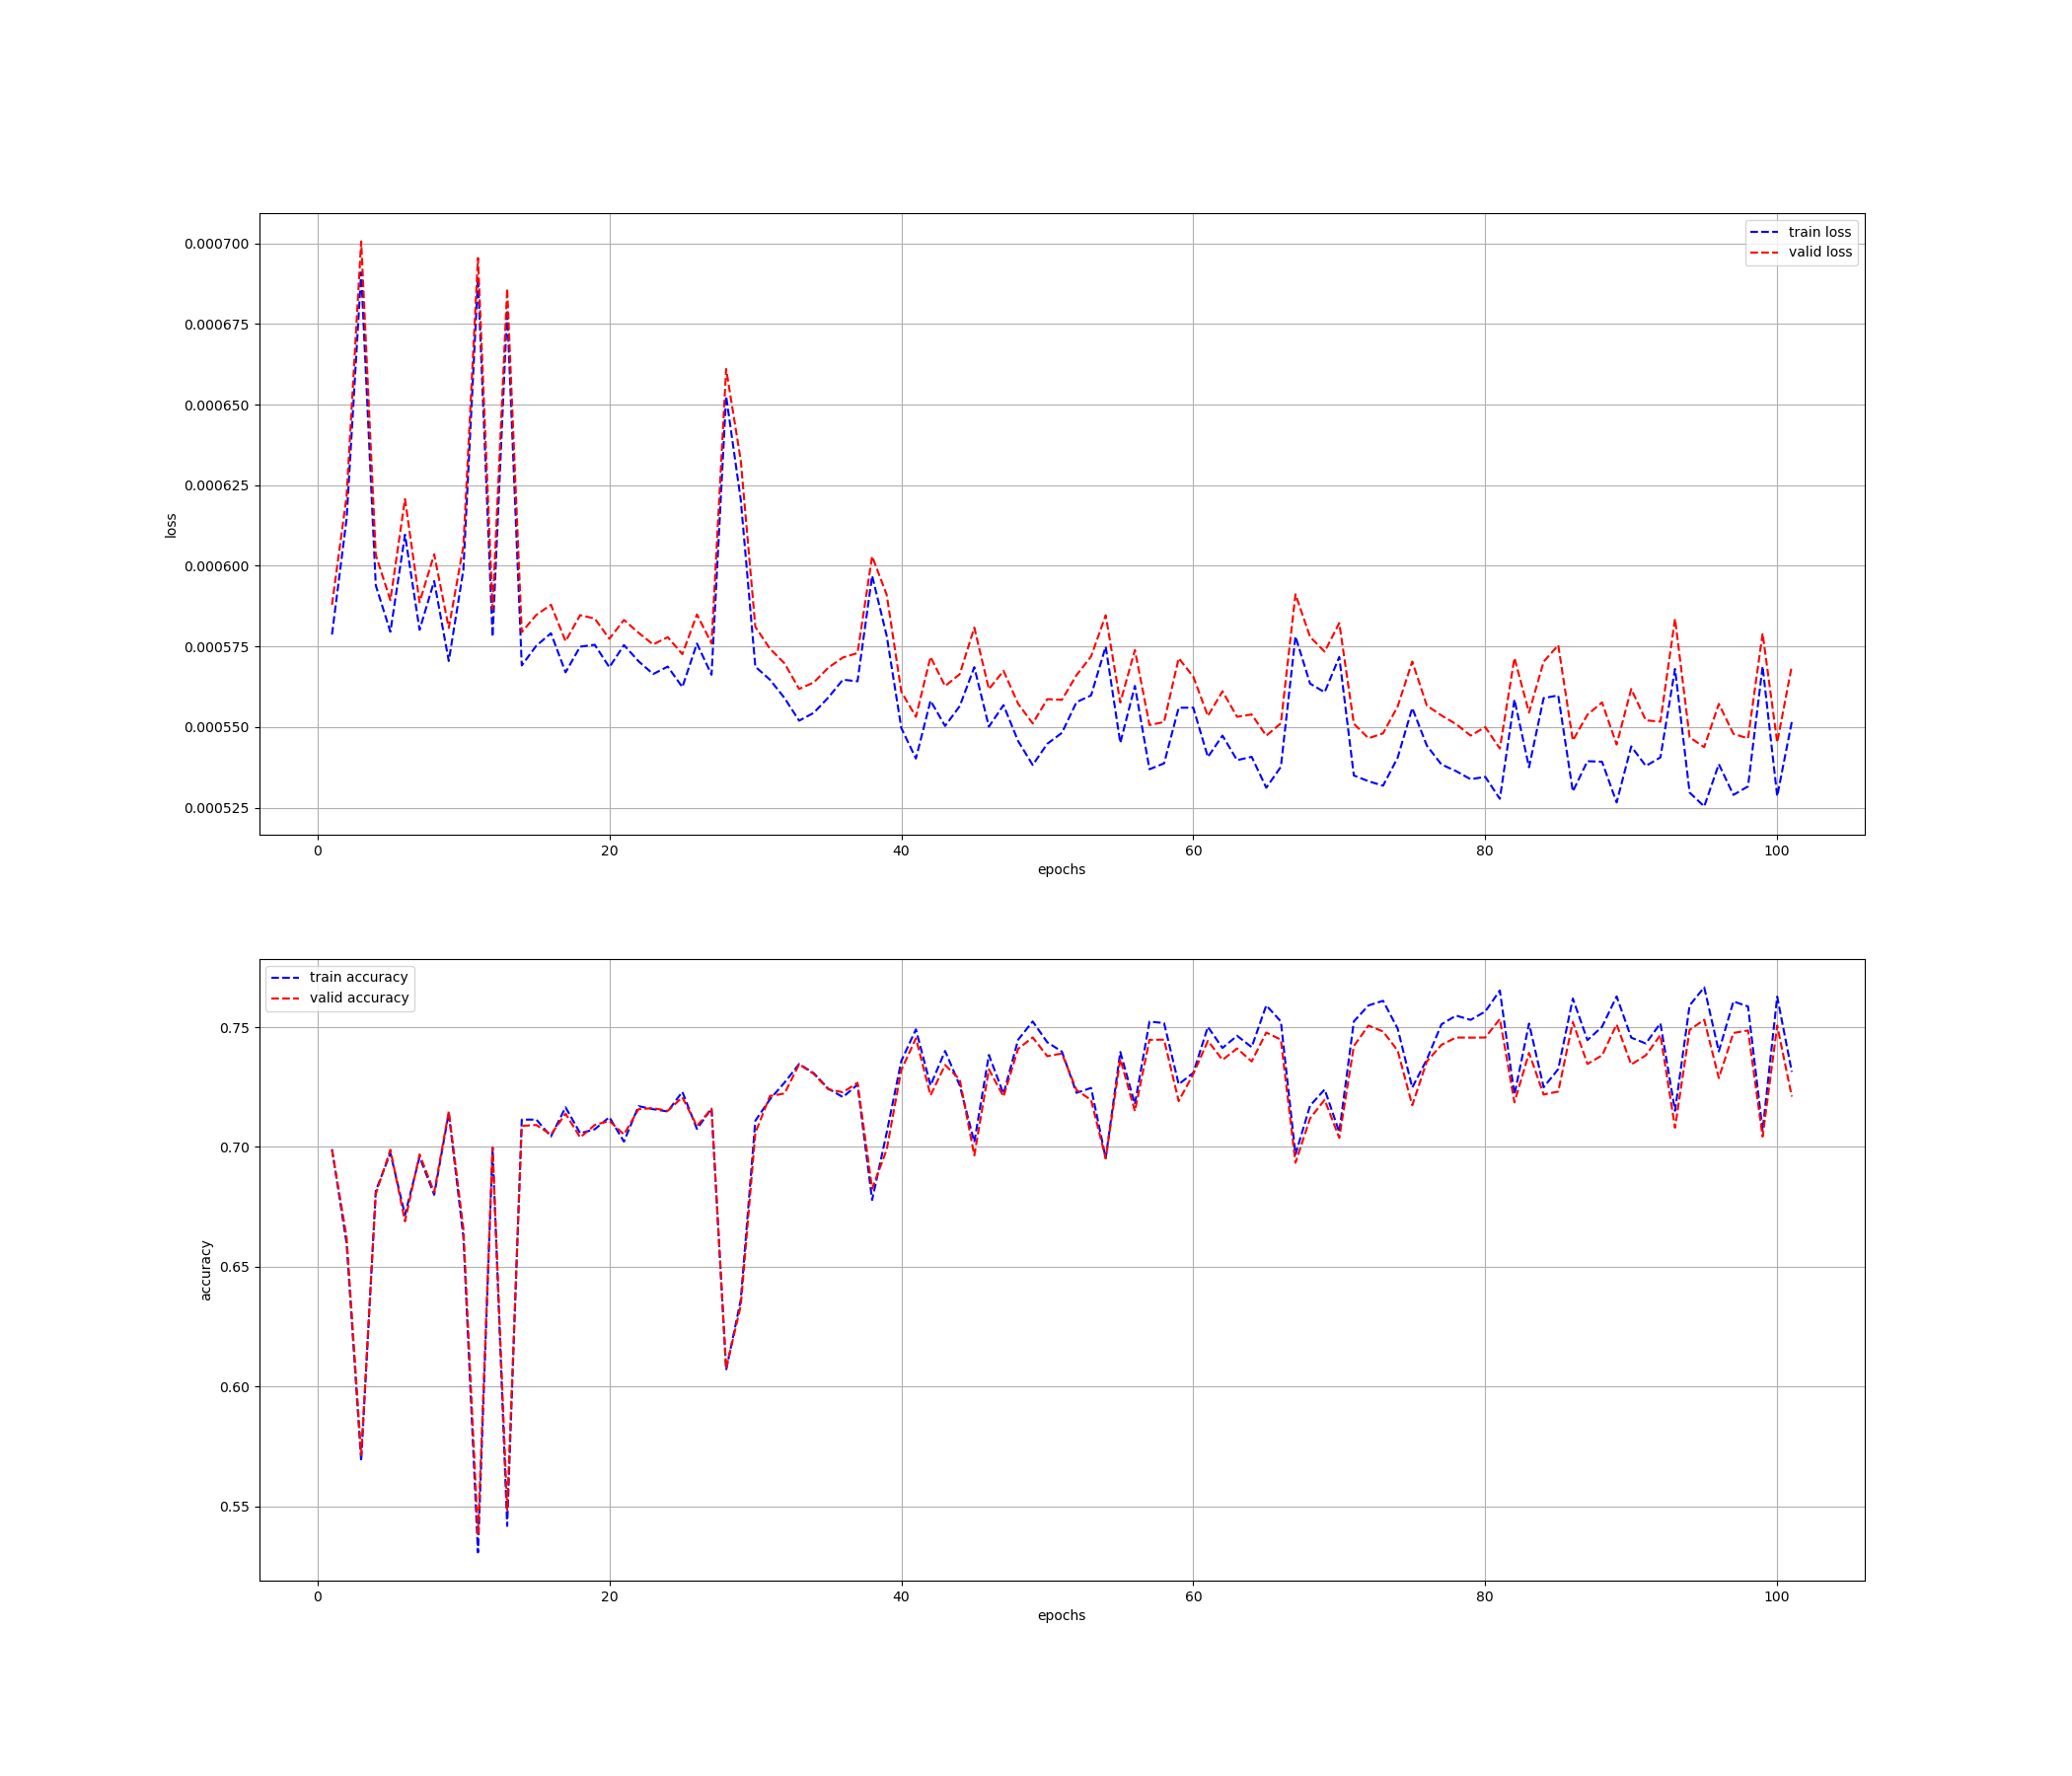 train loss
valid loss
0.000700
0.000675
0.000650
0.000625
0.000600
0.000575
0.000550
0.000525
loss
0 20 40 60 80 100
epochs
train accuracy
valid accuracy
0.75
0.70
0.65
0.60
0.55
accuracy
0 20 40 60 80 100
epochs